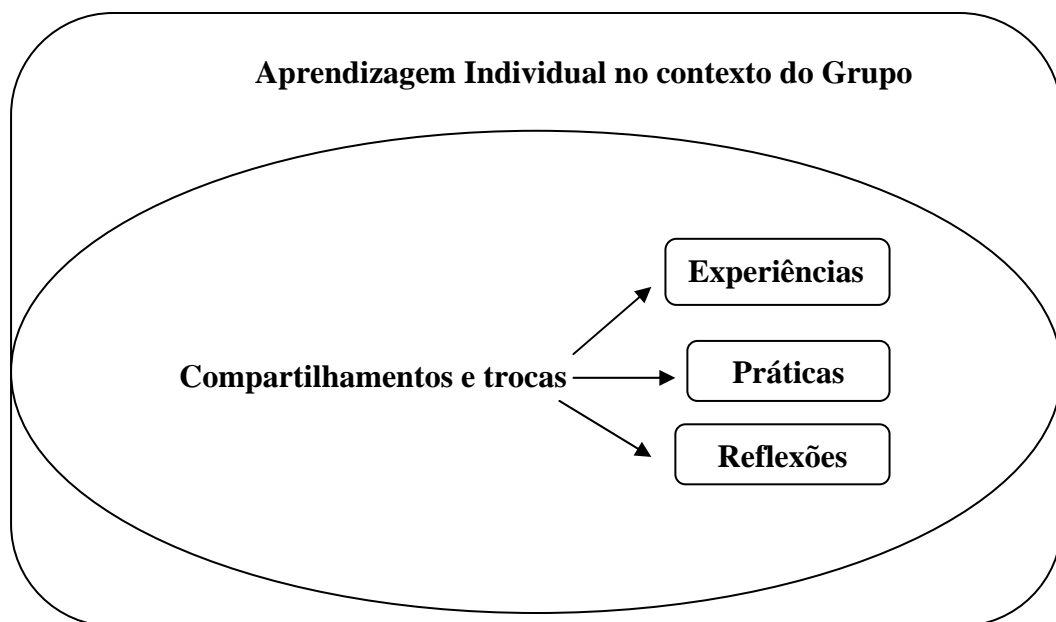 Aprendizagem Individual no contexto do Grupo
Experiências
Compartilhamentos e trocas
Práticas
Reflexões